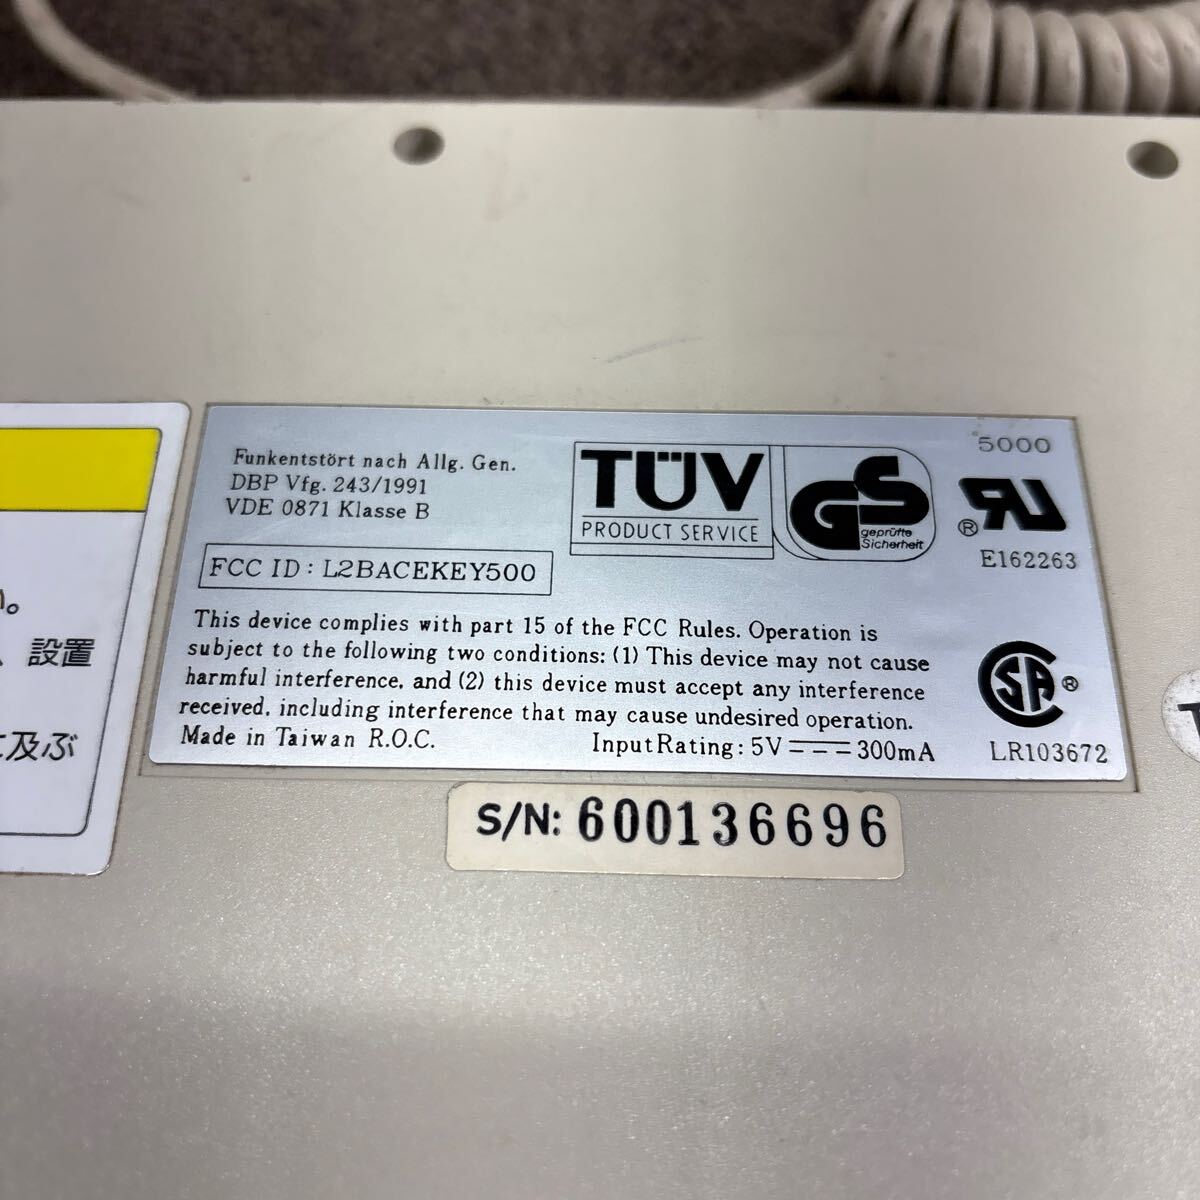 Funkentstört nach Allg. Gen.
DBP Vfg. 243/1991
VDE 0871 Klasse B
FCC ID: L2BACEKEY500
TÜV
PRODUCT SERVICE
GS
geprüfte
Sicherheit
5000
®
E162263
This device complies with part 15 of the FCC Rules. Operation is
subject to the following two conditions: (1) This device may not cause
harmful interference, and (2) this device must accept any interference
received, including interference that may cause undesired operation.
Made in Taiwan R.O.C.
Input Rating: 5V ⎓ 300mA
SA ®
LR103672
S/N: 600136696
。
、設置
及ぶ